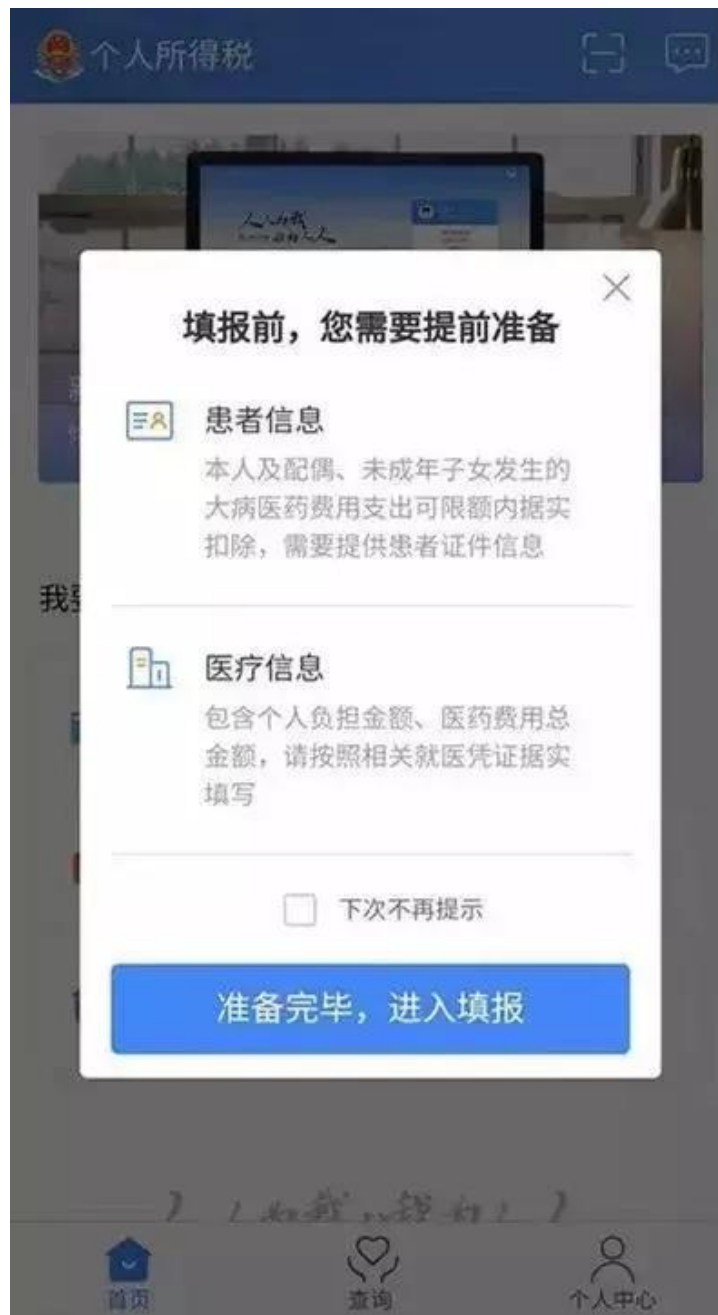 个人所得税
填报前，您需要提前准备
患者信息
本人及配偶、未成年子女发生的
大病医药费用支出可限额内据实
扣除，需要提供患者证件信息
我要
医疗信息
包含个人负担金额、医药费用总
金额，请按照相关就医凭证据实
填写
下次不再提示
准备完毕，进入填报
首页
查询
个人中心